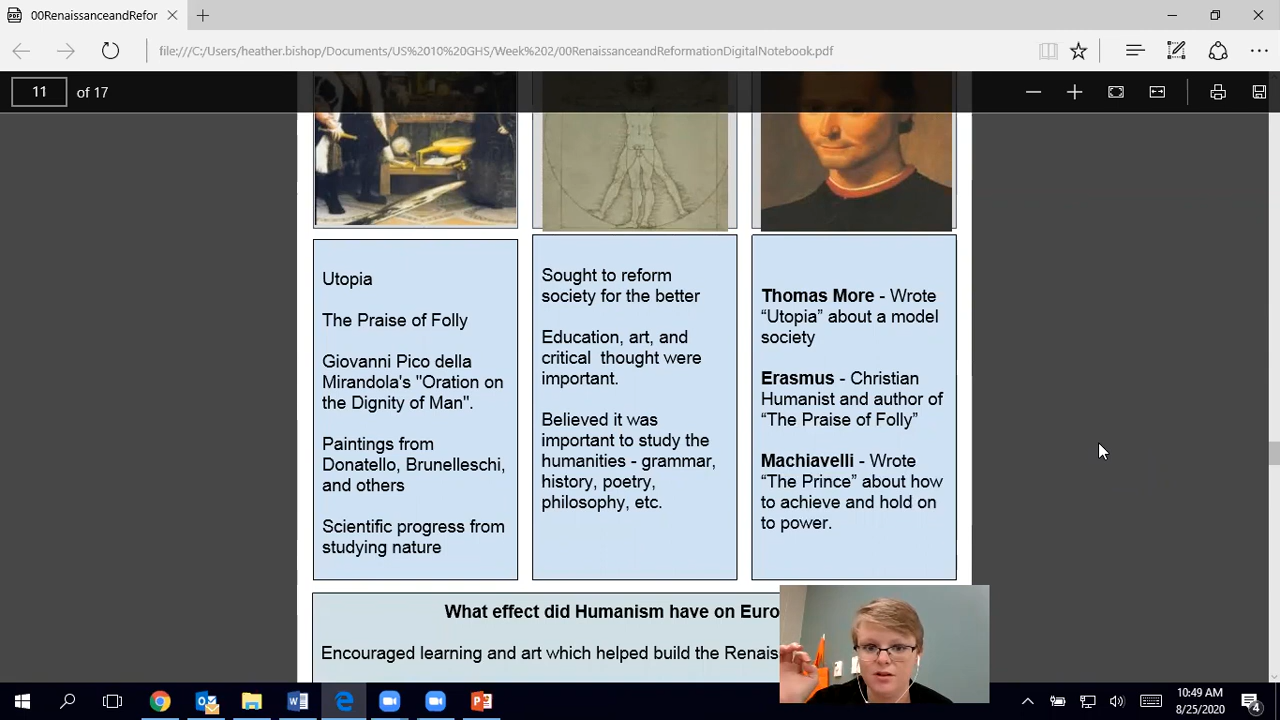 00RenaissanceandRefor
file:///C:/Users/heather.bishop/Documents/US%2010%20GHS/Week%202/00RenaissanceandReformationDigitalNotebook.pdf
11 of 17
Utopia
The Praise of Folly
Giovanni Pico della
Mirandola's "Oration on
the Dignity of Man".
Paintings from
Donatello, Brunelleschi,
and others
Scientific progress from
studying nature
Sought to reform
society for the better
Education, art, and
critical thought were
important.
Believed it was
important to study the
humanities - grammar,
history, poetry,
philosophy, etc.
Thomas More - Wrote
“Utopia” about a model
society
Erasmus - Christian
Humanist and author of
“The Praise of Folly”
Machiavelli - Wrote
“The Prince” about how
to achieve and hold on
to power.
What effect did Humanism have on Euro
Encouraged learning and art which helped build the Renais
10:49 AM
8/25/2020
4